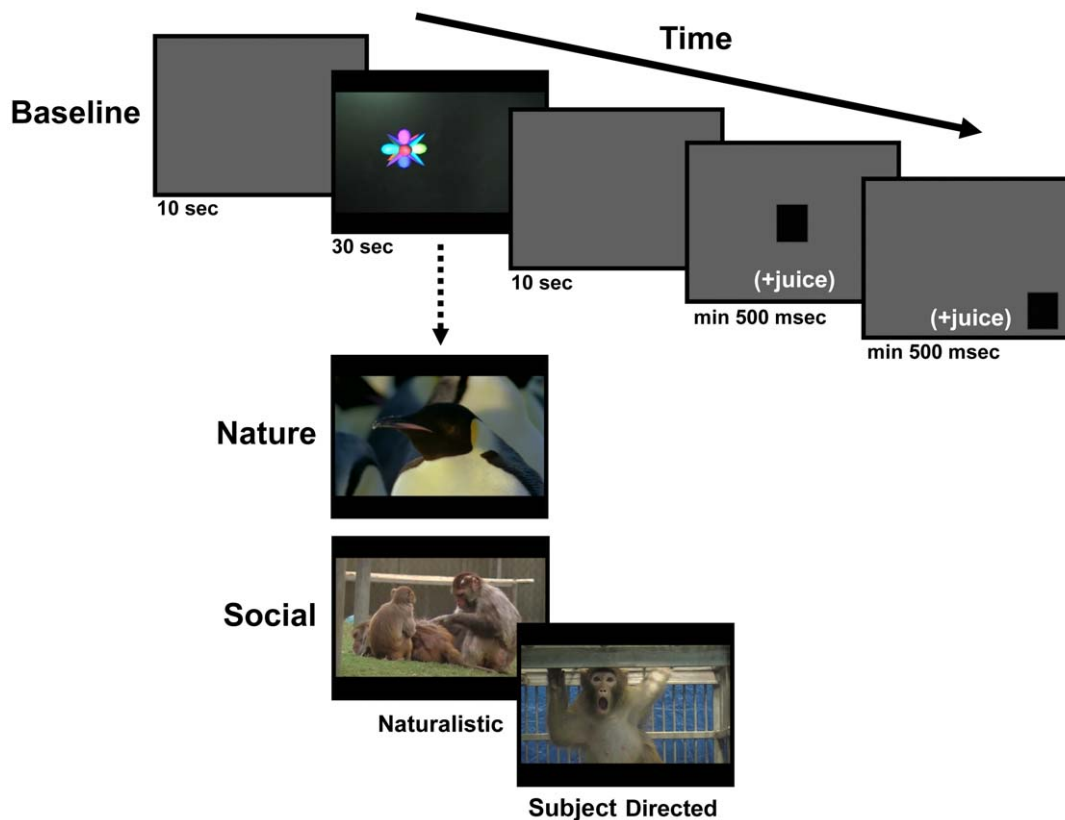 Time
Baseline
10 sec
30 sec
10 sec
(+juice)
min 500 msec
(+juice)
min 500 msec
Nature
Social
Naturalistic
Subject Directed